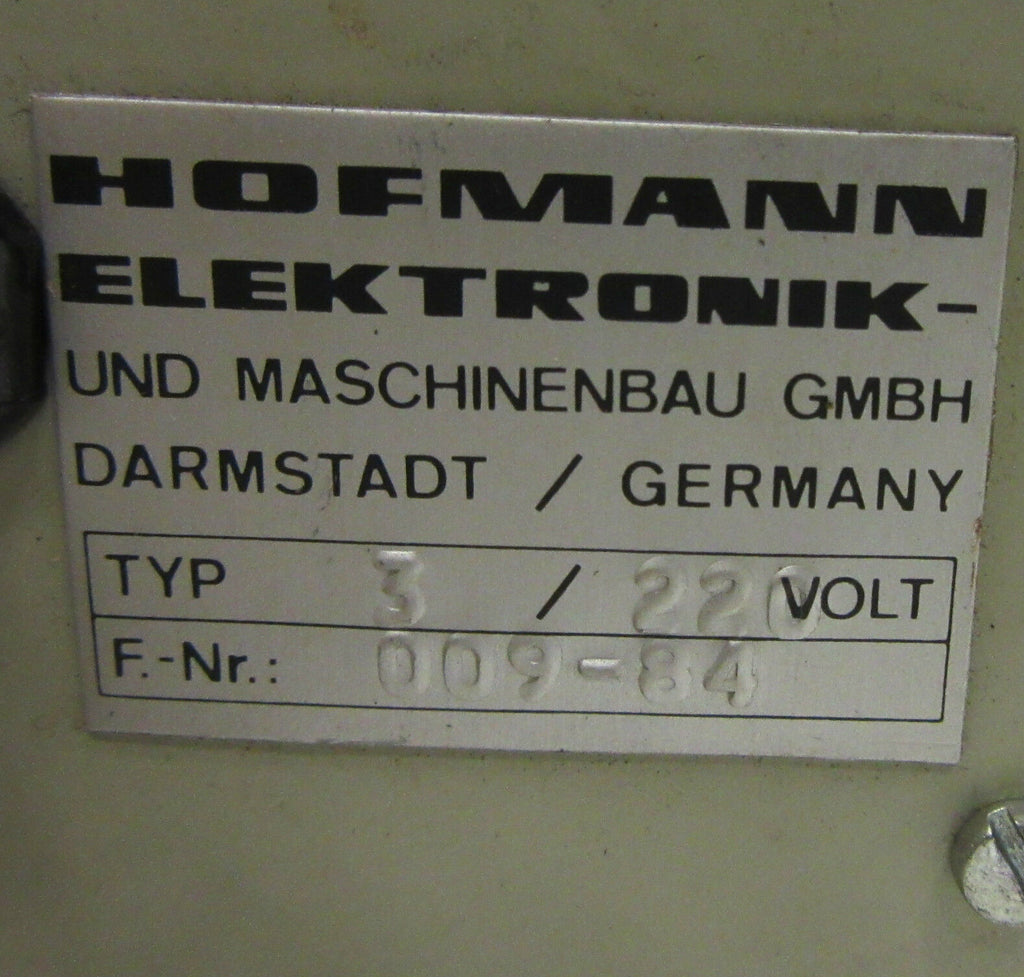 HOFMANN
ELEKTRONIK-
UND MASCHINENBAU GMBH
DARMSTADT / GERMANY
TYP 3 / 220 VOLT
F.-Nr.: 009-84